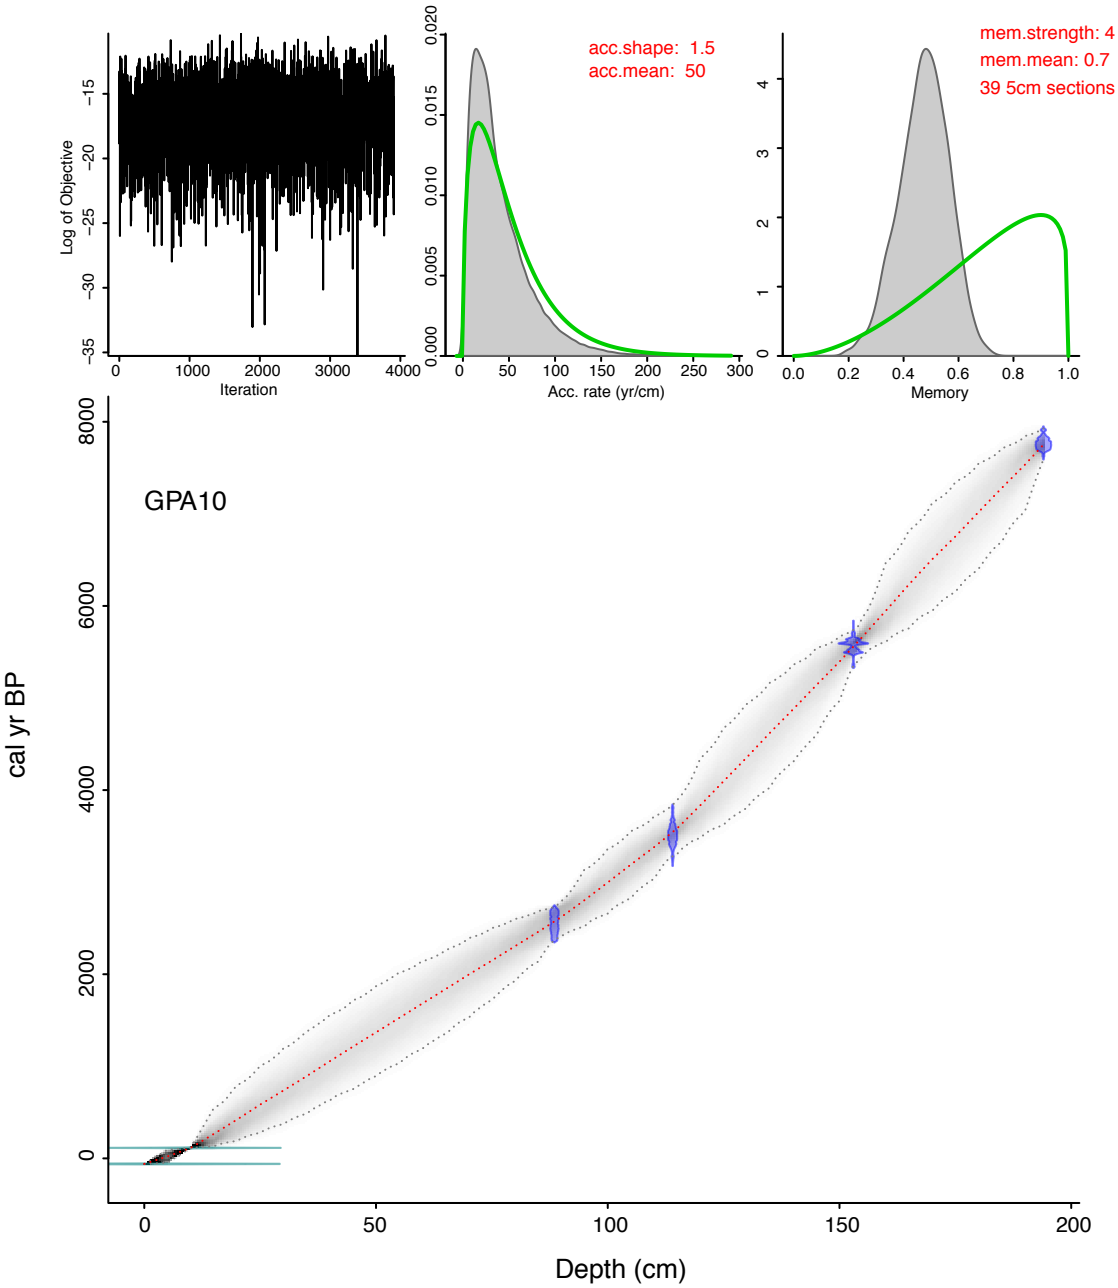 Log of Objective
−15
−20
−25
−30
−35
0 1000 2000 3000 4000
Iteration
acc.shape: 1.5
acc.mean: 50
0.020
0.015
0.010
0.005
0.000
0 50 100 150 200 250 300
Acc. rate (yr/cm)
mem.strength: 4
mem.mean: 0.7
39 5cm sections
4
3
2
1
0
0.0 0.2 0.4 0.6 0.8 1.0
Memory
GPA10
cal yr BP
8000
6000
4000
2000
0
0 50 100 150 200
Depth (cm)